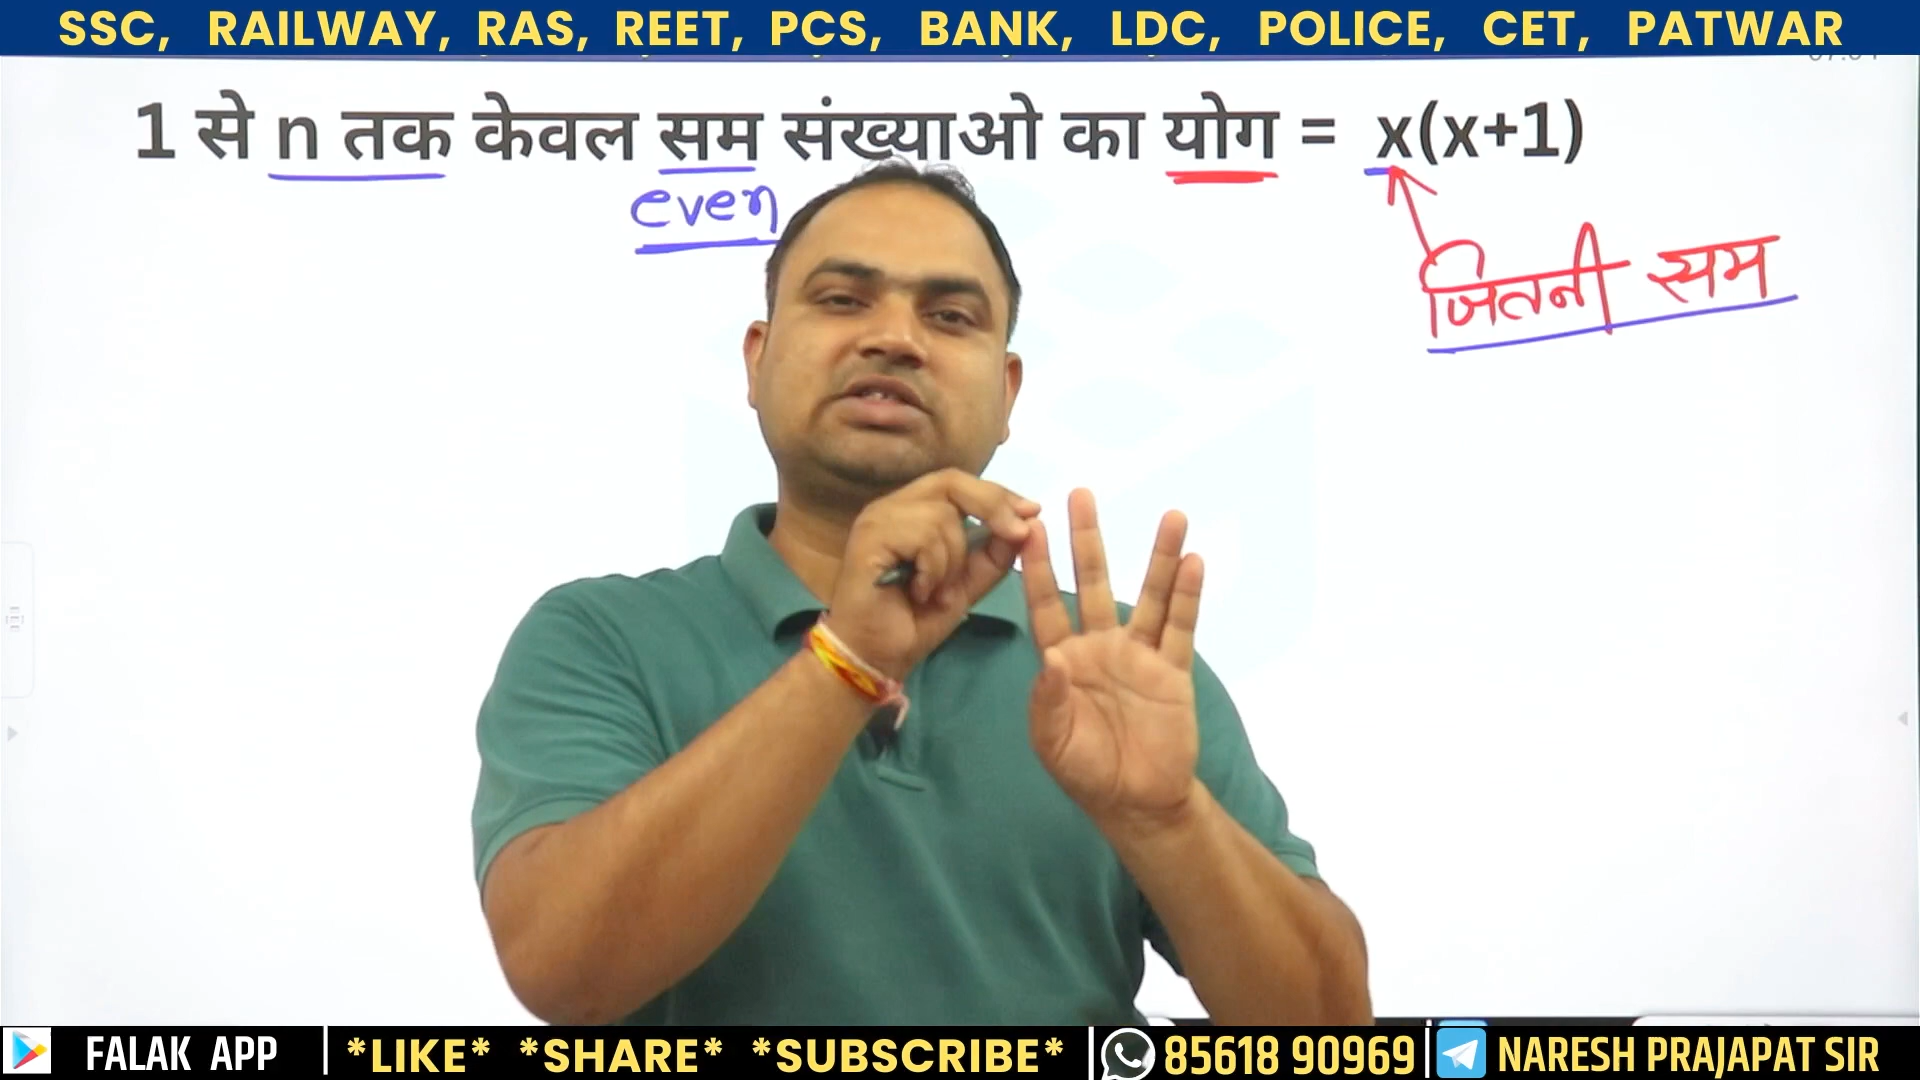 SSC, RAILWAY, RAS, REET, PCS, BANK, LDC, POLICE, CET, PATWAR
1 से n तक केवल सम संख्याओ का योग = x(x+1)
even
जितनी सम
FALAK APP *LIKE* *SHARE* *SUBSCRIBE* 85618 90969 NARESH PRAJAPAT SIR